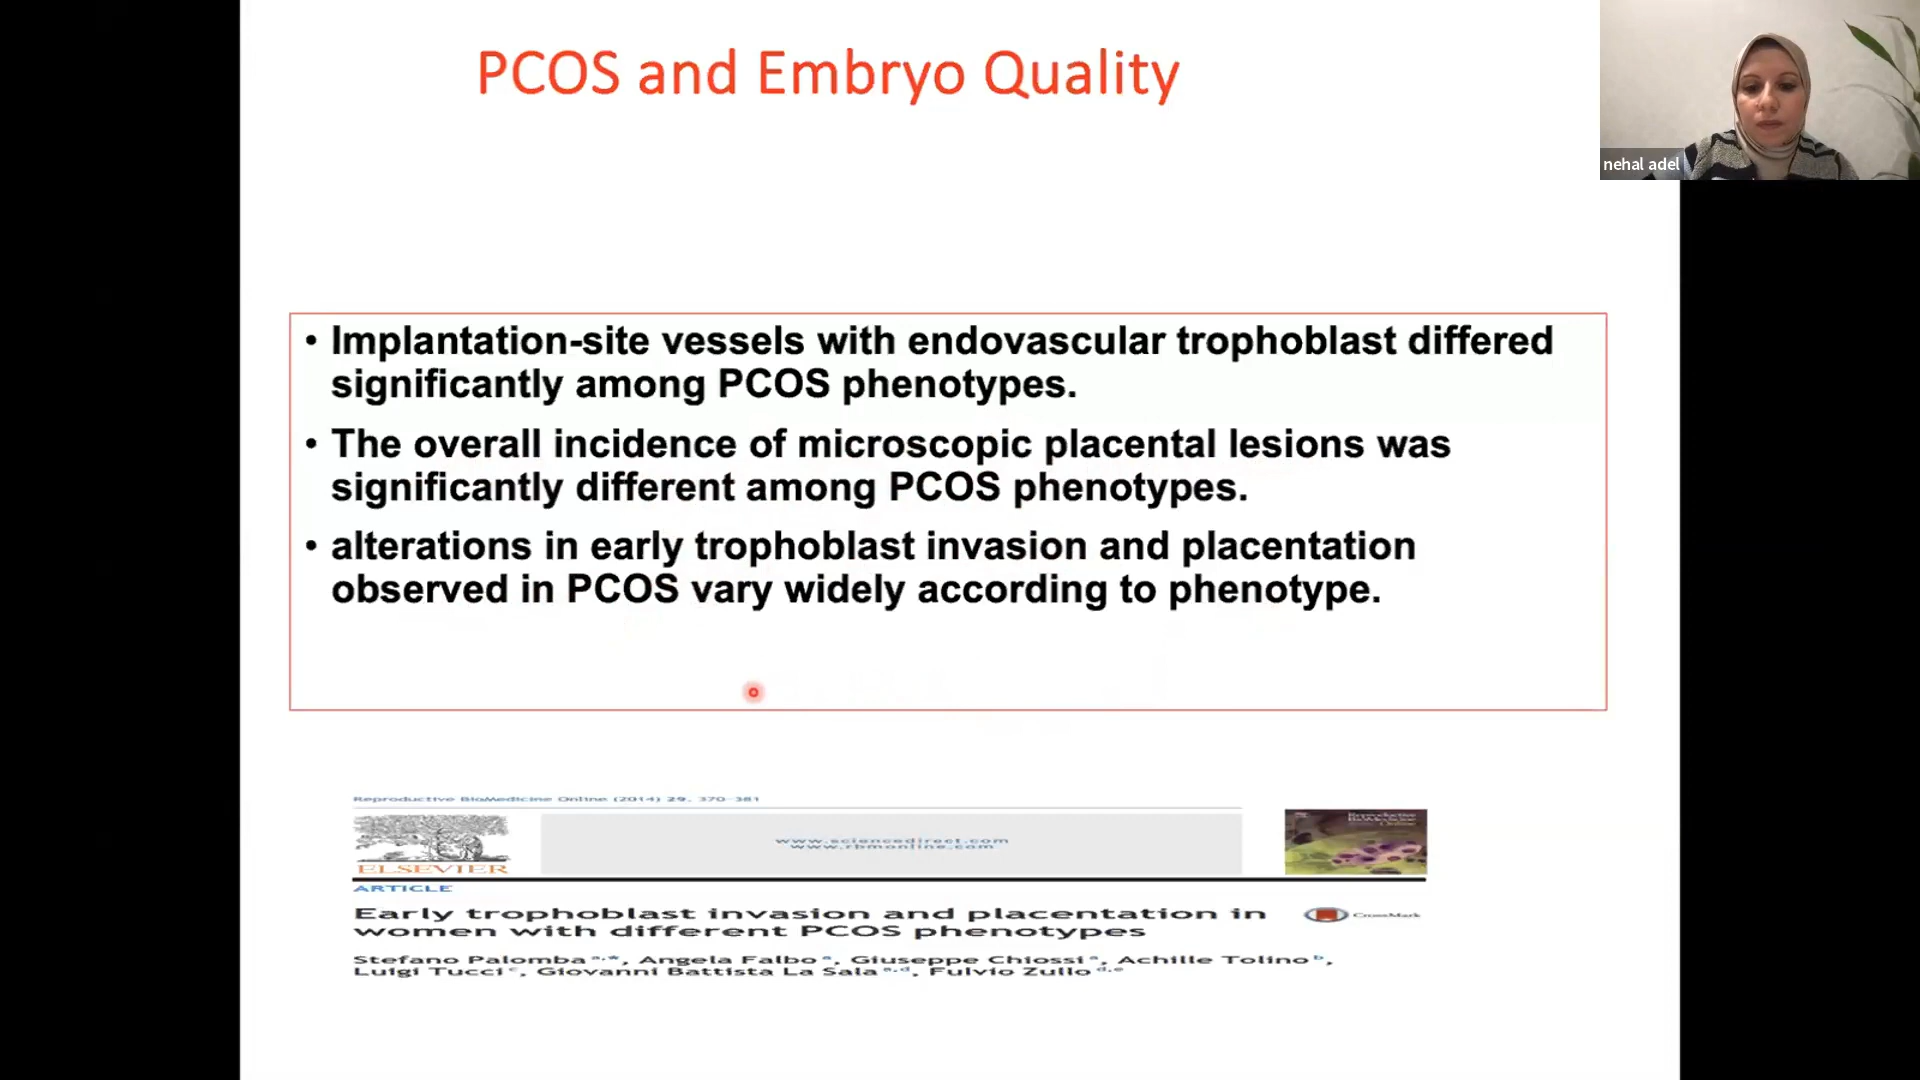 PCOS and Embryo Quality
nehal adel
• Implantation-site vessels with endovascular trophoblast differed
significantly among PCOS phenotypes.
• The overall incidence of microscopic placental lesions was
significantly different among PCOS phenotypes.
• alterations in early trophoblast invasion and placentation
observed in PCOS vary widely according to phenotype.
Reproductive BioMedicine Online (2014) 29, 370–381
www.sciencedirect.com
www.rbmonline.com
ELSEVIER
Reproductive
BioMedicine
Online
ARTICLE
Early trophoblast invasion and placentation in
women with different PCOS phenotypes
CrossMark
Stefano Palomba a,*, Angela Falbo a, Giuseppe Chiossi a, Achille Tolino b,
Luigi Tucci c, Giovanni Battista La Sala a,d, Fulvio Zullo d,e